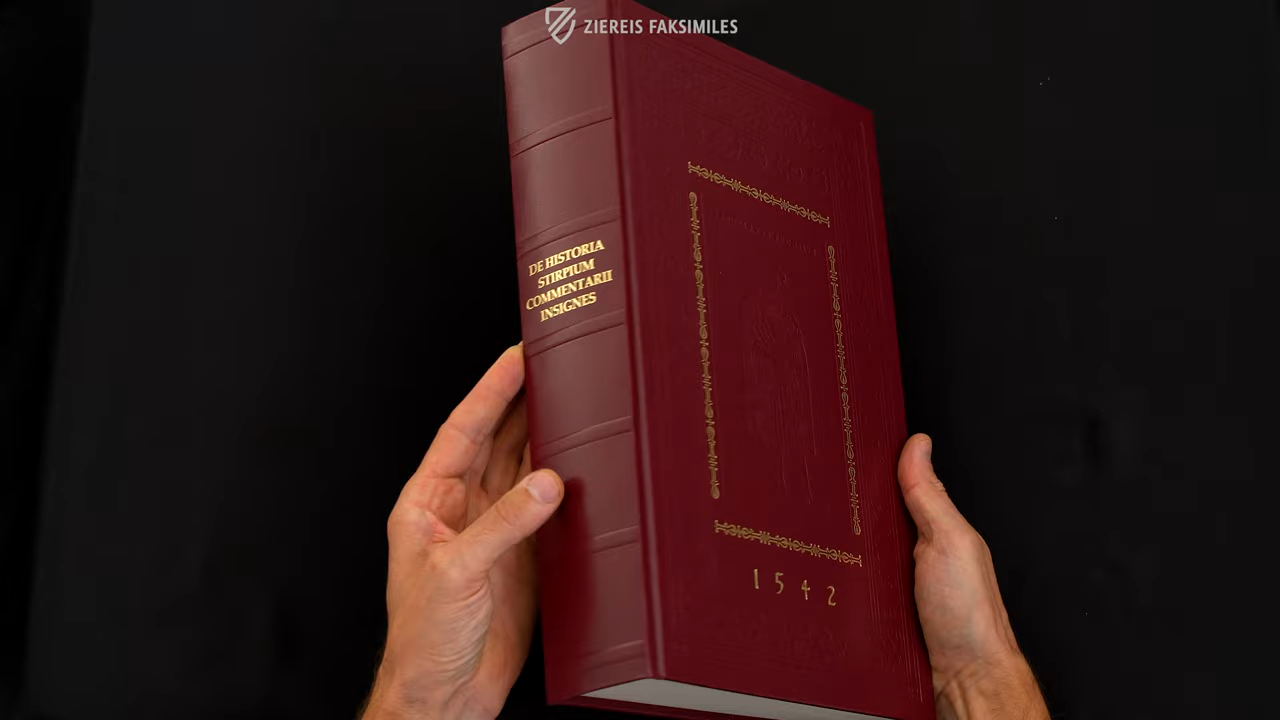 ZIEREIS FAKSIMILES
DE HISTORIA
STIRPIUM
COMMENTARII
INSIGNES
1542